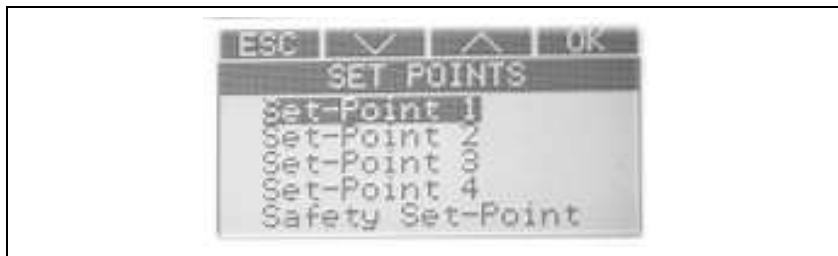 ESC OK
SET POINTS
Set-Point 1
Set-Point 2
Set-Point 3
Set-Point 4
Safety Set-Point